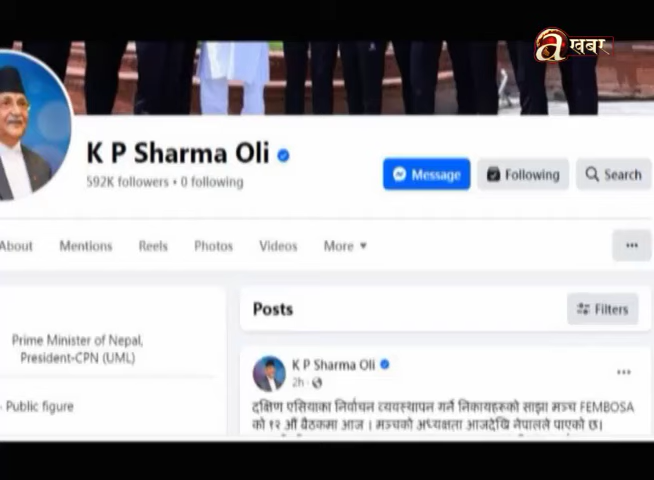 अ खबर
K P Sharma Oli
592K followers • 0 following
Message
Following
Search
About
Mentions
Reels
Photos
Videos
More
Posts
Filters
Prime Minister of Nepal,
President-CPN (UML)
Public figure
K P Sharma Oli
2h
दक्षिण एसियाका निर्वाचन व्यवस्थापन गर्ने निकायहरूको साझा मञ्च FEMBOSA
को १२ औं बैठकमा आज । मञ्चको अध्यक्षता आजदेखि नेपालले पाएको छ।